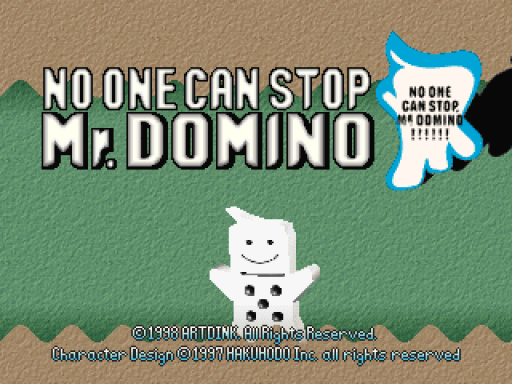 NO ONE CAN STOP
Mr. DOMINO
NO ONE
CAN STOP
MR DOMINO
!!!!!!
©1998 ARTDINK. All Rights Reserved.
Character Design ©1997 HAKUHODO Inc. all rights reserved